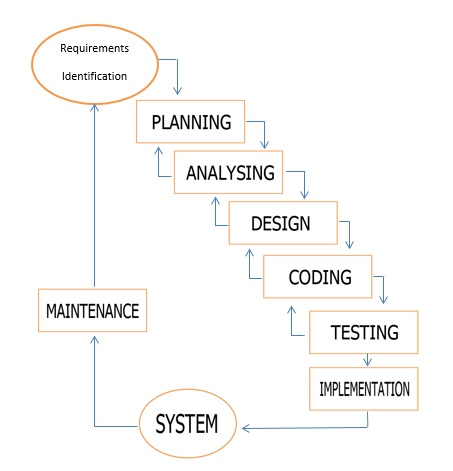 Requirements
Identification
PLANNING
ANALYSING
DESIGN
CODING
TESTING
IMPLEMENTATION
MAINTENANCE
SYSTEM